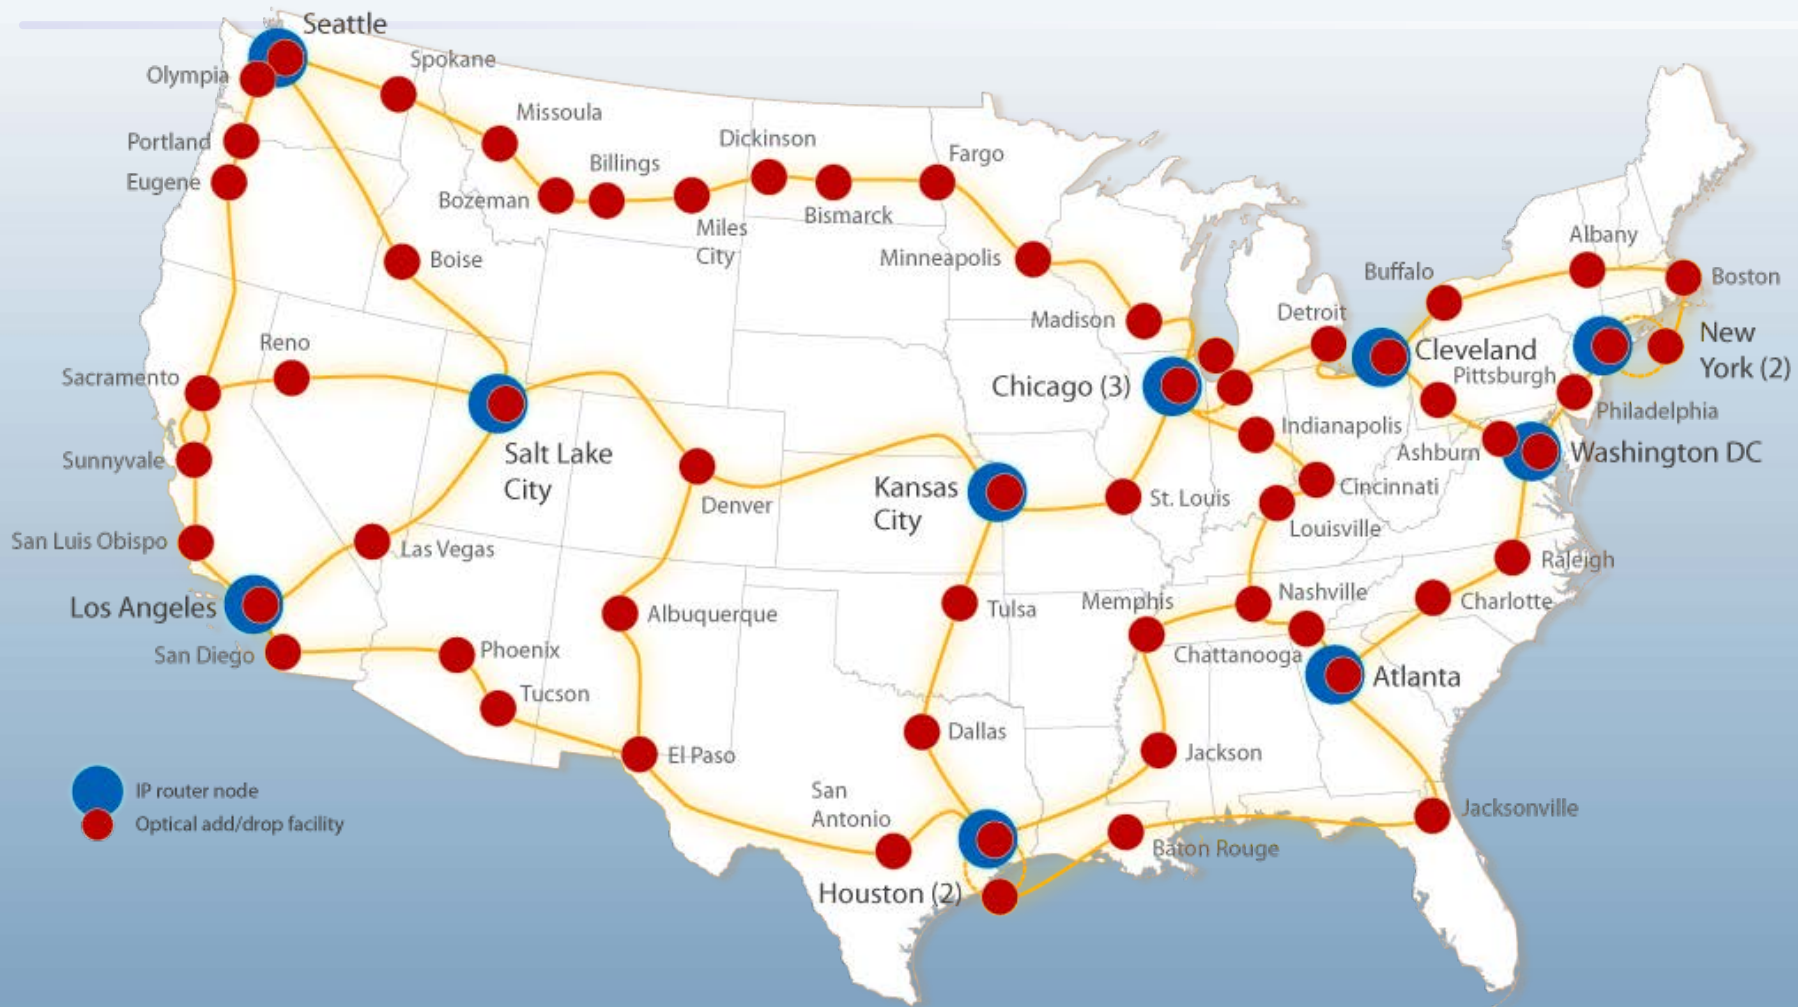 Seattle
Spokane
Olympia
Missoula
Portland
Dickinson
Fargo
Billings
Eugene
Bozeman
Bismarck
Miles
City
Albany
Boise
Minneapolis
Buffalo
Boston
Detroit
Madison
New
York (2)
Reno
Cleveland
Pittsburgh
Sacramento
Chicago (3)
Philadelphia
Indianapolis
Ashburn
Washington DC
Sunnyvale
Salt Lake
City
Kansas
City
Cincinnati
Denver
St. Louis
Louisville
San Luis Obispo
Las Vegas
Raleigh
Los Angeles
Albuquerque
Tulsa
Memphis
Nashville
Charlotte
San Diego
Phoenix
Chattanooga
Atlanta
Tucson
Dallas
El Paso
Jackson
San
Antonio
IP router node
Optical add/drop facility
Jacksonville
Baton Rouge
Houston (2)